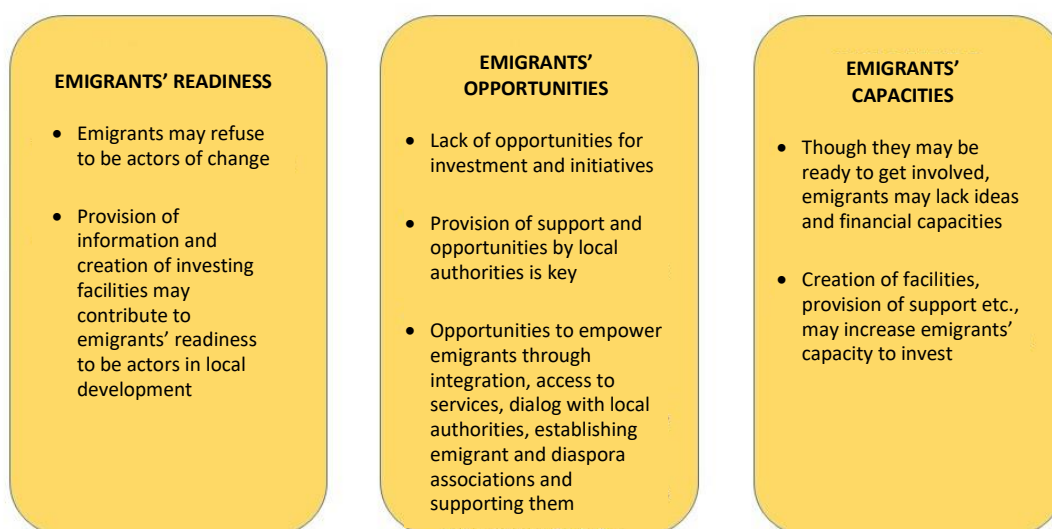 EMIGRANTS' READINESS
• Emigrants may refuse
to be actors of change
• Provision of
information and
creation of investing
facilities may
contribute to
emigrants' readiness
to be actors in local
development
EMIGRANTS'
OPPORTUNITIES
• Lack of opportunities for
investment and initiatives
• Provision of support and
opportunities by local
authorities is key
• Opportunities to empower
emigrants through
integration, access to
services, dialog with local
authorities, establishing
emigrant and diaspora
associations and
supporting them
EMIGRANTS'
CAPACITIES
• Though they may be
ready to get involved,
emigrants may lack ideas
and financial capacities
• Creation of facilities,
provision of support etc.,
may increase emigrants'
capacity to invest